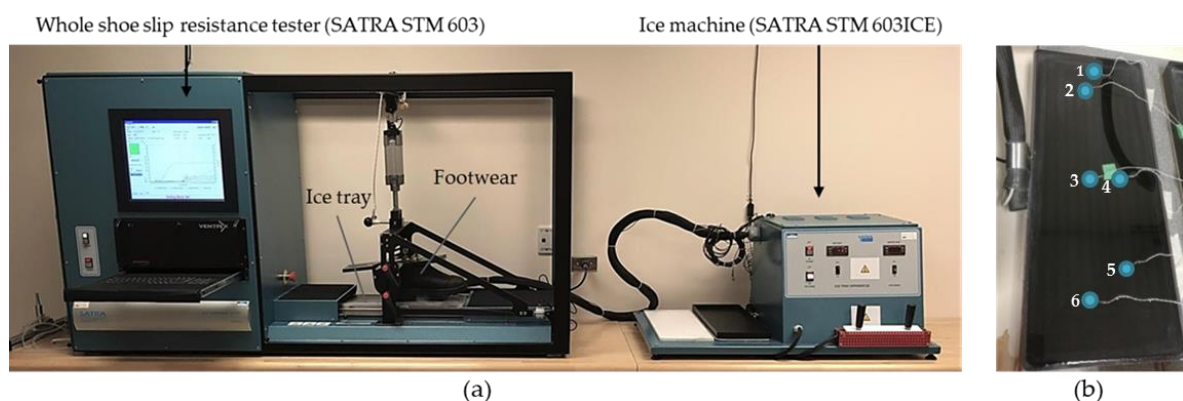 Whole shoe slip resistance tester (SATRA STM 603)
Ice machine (SATRA STM 603ICE)
Ice tray
Footwear
SATRA
1
2
3
4
5
6
(a)
(b)